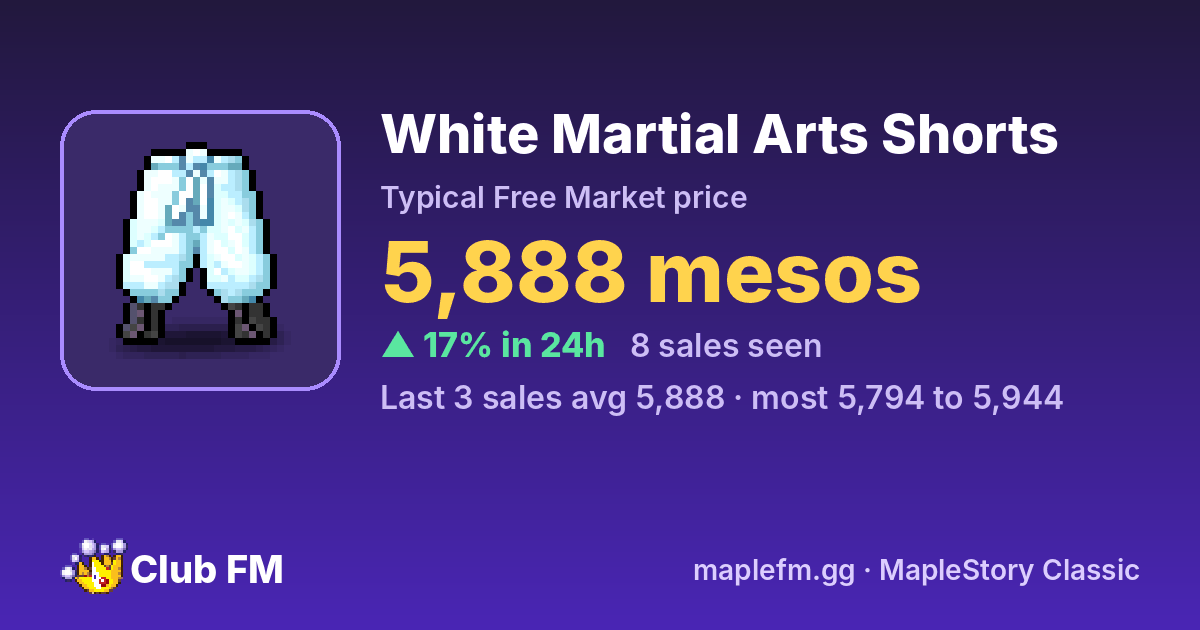 White Martial Arts Shorts
Typical Free Market price
5,888 mesos
▲ 17% in 24h 8 sales seen
Last 3 sales avg 5,888 · most 5,794 to 5,944
Club FM
maplefm.gg · MapleStory Classic